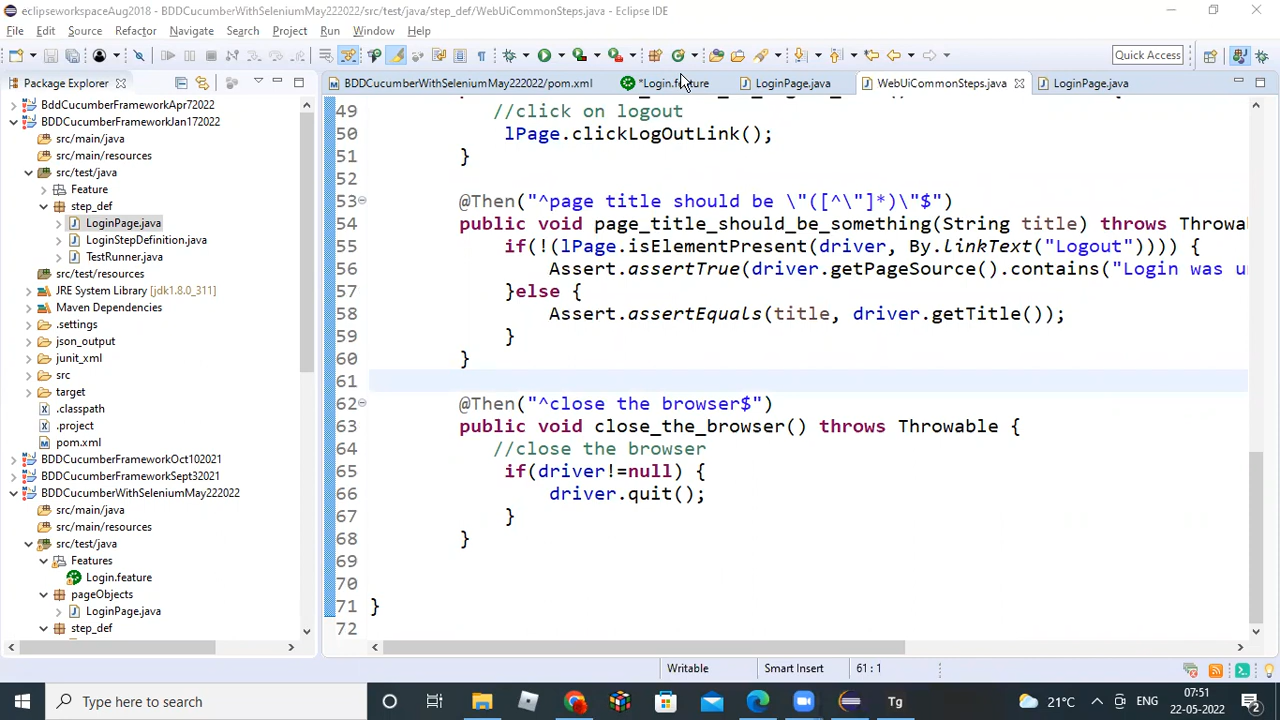 eclipseworkspaceAug2018 - BDDCucumberWithSeleniumMay222022/src/test/java/step_def/WebUiCommonSteps.java - Eclipse IDE
File Edit Source Refactor Navigate Search Project Run Window Help
Quick Access
Package Explorer
BDDCucumberWithSeleniumMay222022/pom.xml
*Login.feature
LoginPage.java
WebUiCommonSteps.java
LoginPage.java
BddCucumberFrameworkApr72022
BDDCucumberFrameworkJan172022
src/main/java
src/main/resources
src/test/java
Feature
step_def
LoginPage.java
LoginStepDefinition.java
TestRunner.java
src/test/resources
JRE System Library [jdk1.8.0_311]
Maven Dependencies
.settings
json_output
junit_xml
src
target
.classpath
.project
pom.xml
BDDCucumberFrameworkOct102021
BDDCucumberFrameworkSept32021
BDDCucumberWithSeleniumMay222022
src/main/java
src/main/resources
src/test/java
Features
Login.feature
pageObjects
LoginPage.java
step_def
49 //click on logout
50 lPage.clickLogOutLink();
51 }
52
53 @Then("^page title should be \"([^\"]*)\"$")
54 public void page_title_should_be_something(String title) throws Throwa
55 if(!(lPage.isElementPresent(driver, By.linkText("Logout")))) {
56 Assert.assertTrue(driver.getPageSource().contains("Login was u
57 }else {
58 Assert.assertEquals(title, driver.getTitle());
59 }
60 }
61
62 @Then("^close the browser$")
63 public void close_the_browser() throws Throwable {
64 //close the browser
65 if(driver!=null) {
66 driver.quit();
67 }
68 }
69
70
71 }
72
Writable Smart Insert 61 : 1
Type here to search
Tg
21°C
ENG
07:51
22-05-2022
2